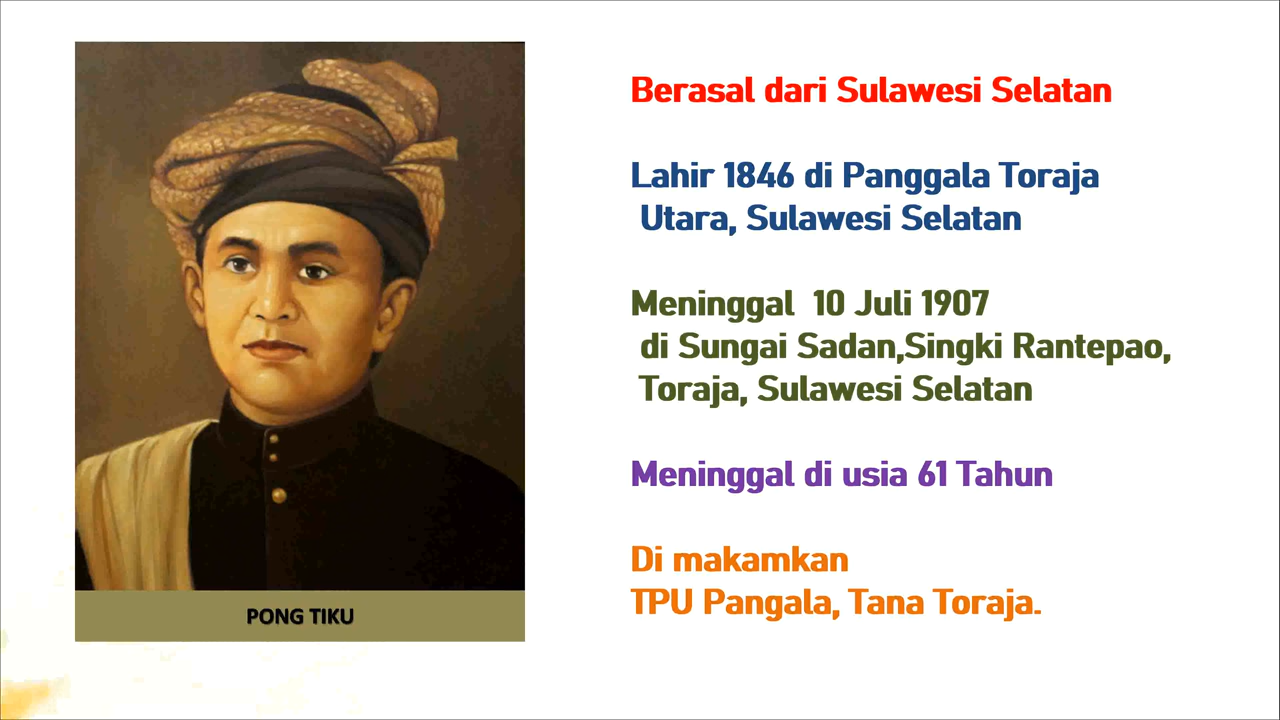 PONG TIKU
Berasal dari Sulawesi Selatan
Lahir 1846 di Panggala Toraja
Utara, Sulawesi Selatan
Meninggal 10 Juli 1907
di Sungai Sadan,Singki Rantepao,
Toraja, Sulawesi Selatan
Meninggal di usia 61 Tahun
Di makamkan
TPU Pangala, Tana Toraja.